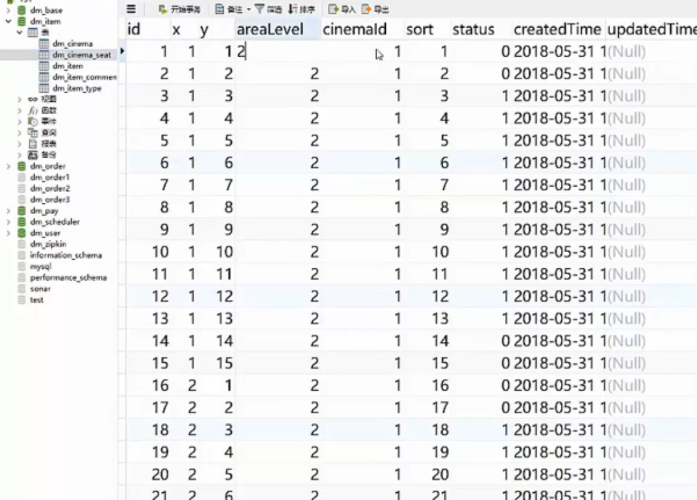 开始事务 备注 筛选 排序 导入 导出
dm_base
dm_item
表
dm_cinema
dm_cinema_seat
dm_item
dm_item_commen
dm_item_type
视图
函数
事件
查询
报表
备份
dm_order
dm_order1
dm_order2
dm_order3
dm_pay
dm_scheduler
dm_user
dm_zipkin
information_schema
mysql
performance_schema
sonar
test
id x y areaLevel cinemaId sort status createdTime updatedTime
1 1 1 2 1 1 0 2018-05-31 1 (Null)
2 1 2 2 1 2 0 2018-05-31 1 (Null)
3 1 3 2 1 3 1 2018-05-31 1 (Null)
4 1 4 2 1 4 1 2018-05-31 1 (Null)
5 1 5 2 1 5 1 2018-05-31 1 (Null)
6 1 6 2 1 6 1 2018-05-31 1 (Null)
7 1 7 2 1 7 1 2018-05-31 1 (Null)
8 1 8 2 1 8 1 2018-05-31 1 (Null)
9 1 9 2 1 9 1 2018-05-31 1 (Null)
10 1 10 2 1 10 1 2018-05-31 1 (Null)
11 1 11 2 1 11 1 2018-05-31 1 (Null)
12 1 12 2 1 12 1 2018-05-31 1 (Null)
13 1 13 2 1 13 1 2018-05-31 1 (Null)
14 1 14 2 1 14 0 2018-05-31 1 (Null)
15 1 15 2 1 15 0 2018-05-31 1 (Null)
16 2 1 2 1 16 0 2018-05-31 1 (Null)
17 2 2 2 1 17 0 2018-05-31 1 (Null)
18 2 3 2 1 18 1 2018-05-31 1 (Null)
19 2 4 2 1 19 1 2018-05-31 1 (Null)
20 2 5 2 1 20 1 2018-05-31 1 (Null)
21 2 6 2 1 21 1 2018-05-31 1 (Null)